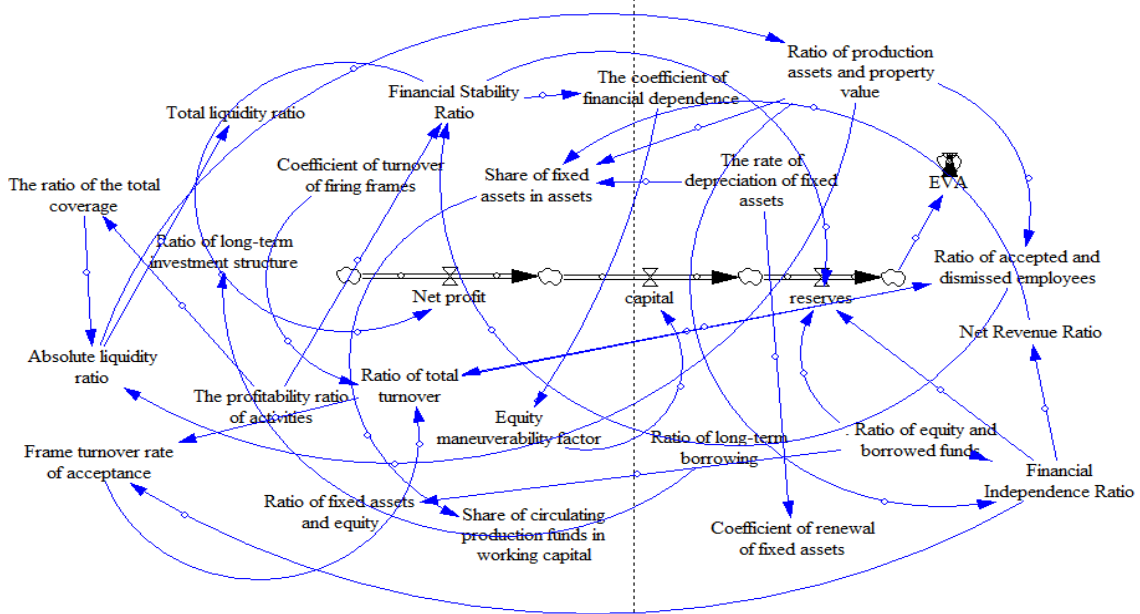 Ratio of production
assets and property
value
The coefficient of
financial dependence
Financial Stability
Ratio
Total liquidity ratio
Coefficient of turnover
of firing frames
Share of fixed
assets in assets
The rate of
depreciation of fixed
assets
EVA
The ratio of the total
coverage
Ratio of long-term
investment structure
Ratio of accepted and
dismissed employees
Net profit
capital
reserves
Net Revenue Ratio
Absolute liquidity
ratio
Ratio of total
turnover
The profitability ratio
of activities
Equity
maneuverability factor
Ratio of long-term
borrowing
Ratio of equity and
borrowed funds
Frame turnover rate
of acceptance
Financial
Independence Ratio
Ratio of fixed assets
and equity
Share of circulating
production funds in
working capital
Coefficient of renewal
of fixed assets